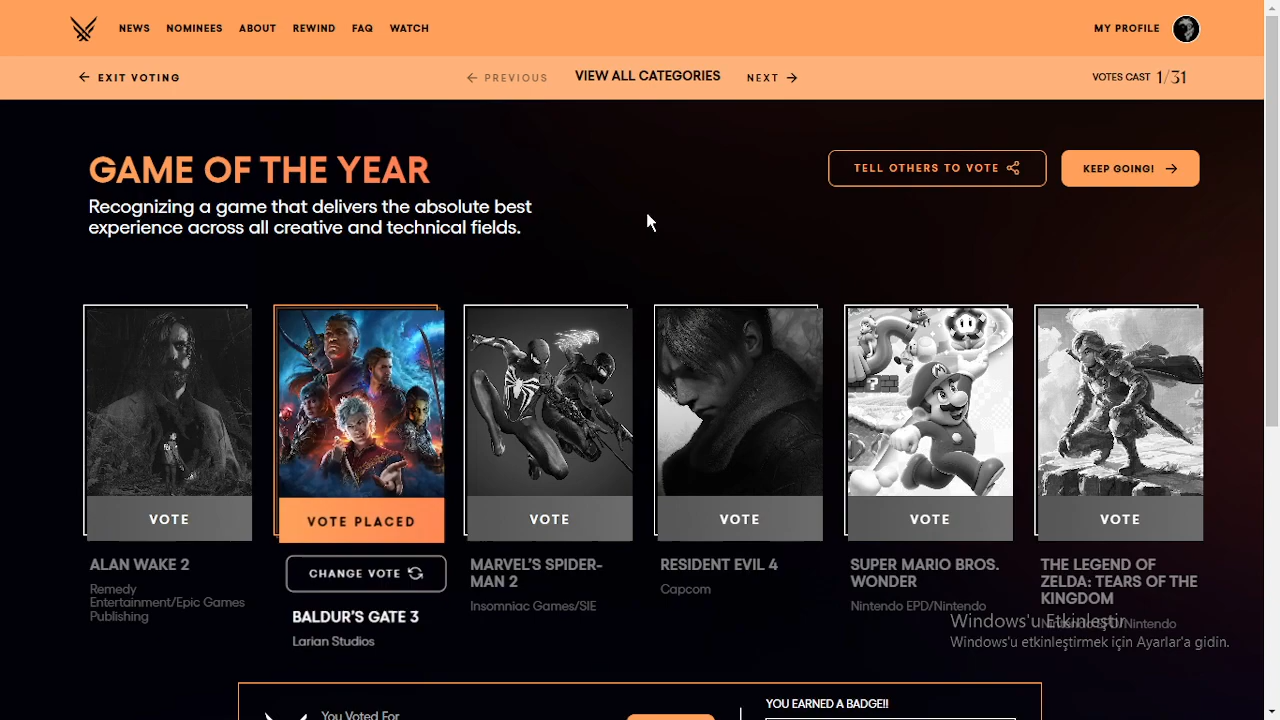 NEWS NOMINEES ABOUT REWIND FAQ WATCH MY PROFILE
EXIT VOTING PREVIOUS VIEW ALL CATEGORIES NEXT VOTES CAST 1/31
GAME OF THE YEAR
TELL OTHERS TO VOTE KEEP GOING!
Recognizing a game that delivers the absolute best
experience across all creative and technical fields.
VOTE
VOTE PLACED
VOTE
VOTE
VOTE
VOTE
ALAN WAKE 2
Remedy
Entertainment/Epic Games
Publishing
CHANGE VOTE
BALDUR'S GATE 3
Larian Studios
MARVEL'S SPIDER-
MAN 2
Insomniac Games/SIE
RESIDENT EVIL 4
Capcom
SUPER MARIO BROS.
WONDER
Nintendo EPD/Nintendo
THE LEGEND OF
ZELDA: TEARS OF THE
KINGDOM
Nintendo EPD/Nintendo
Windows'u Etkinleştir
Windows'u etkinleştirmek için Ayarlar'a gidin.
You Voted For
YOU EARNED A BADGE!!